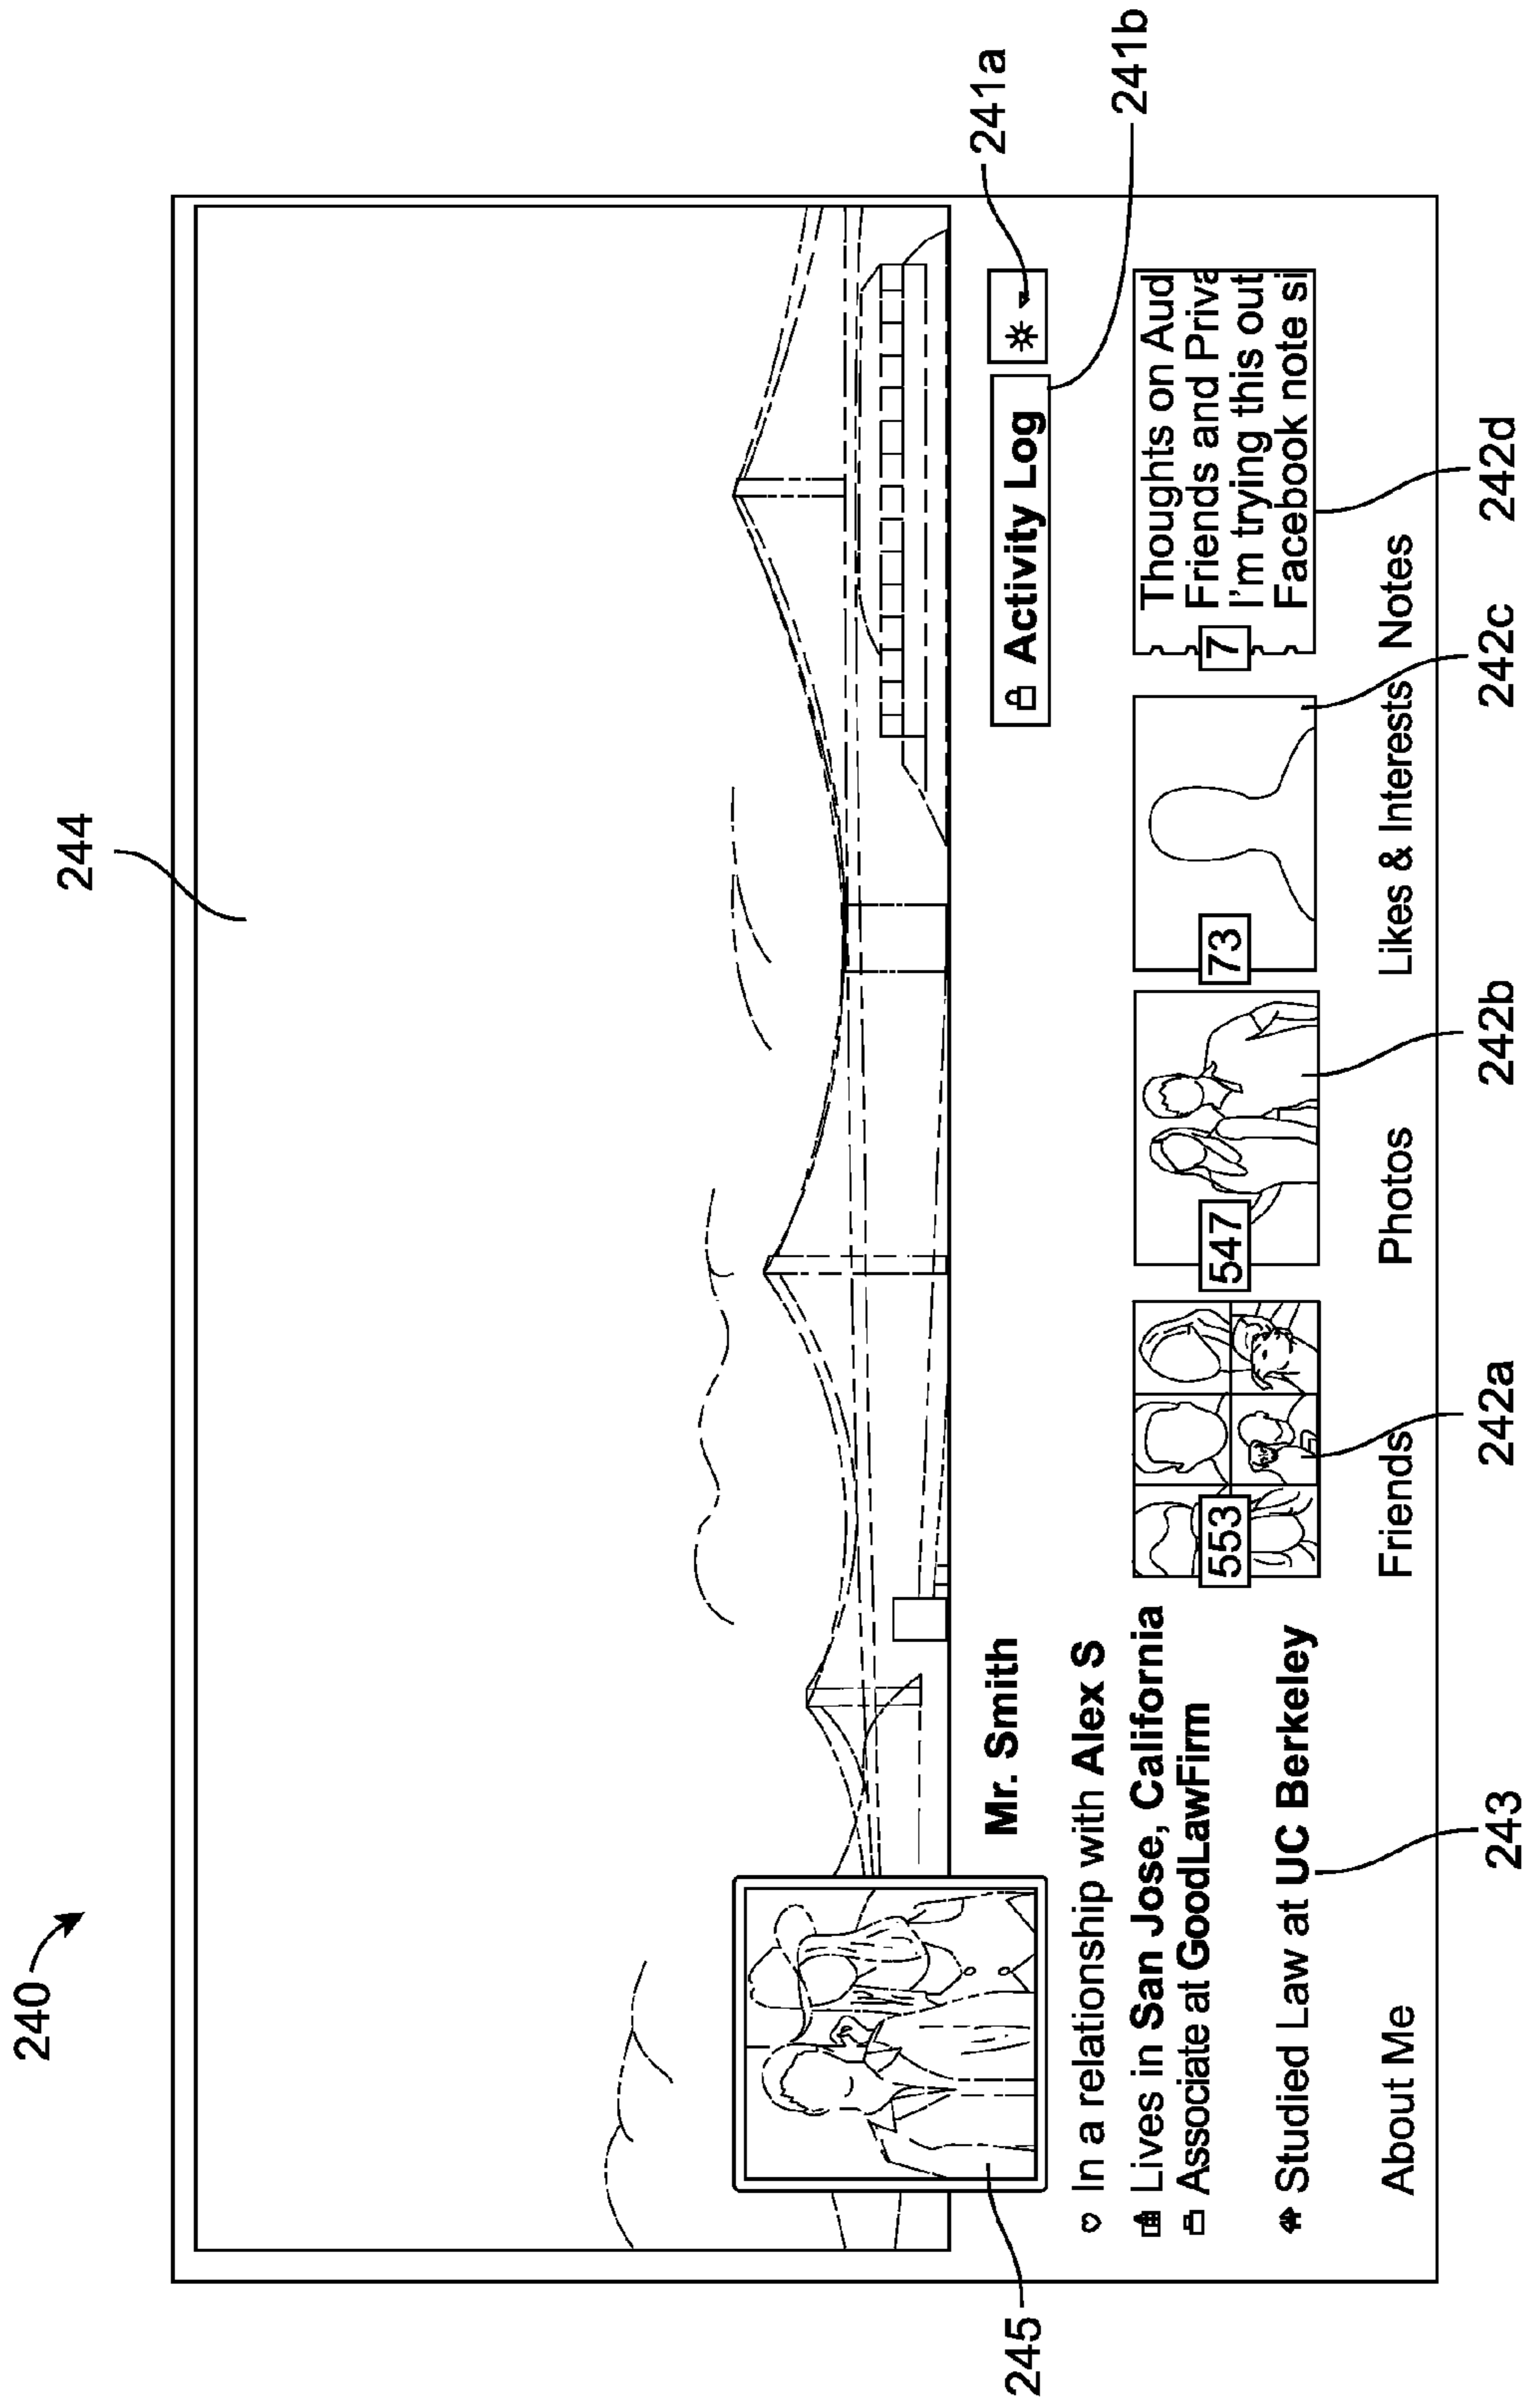 240
244
241a
241b
245
Mr. Smith
Activity Log
In a relationship with Alex S
Lives in San Jose, California
Associate at GoodLawFirm
Studied Law at UC Berkeley
About Me
553
Friends
547
Photos
73
Likes & Interests
7
Thoughts on Aud
Friends and Priva
I'm trying this out
Facebook note si
Notes
243
242a
242b
242c
242d